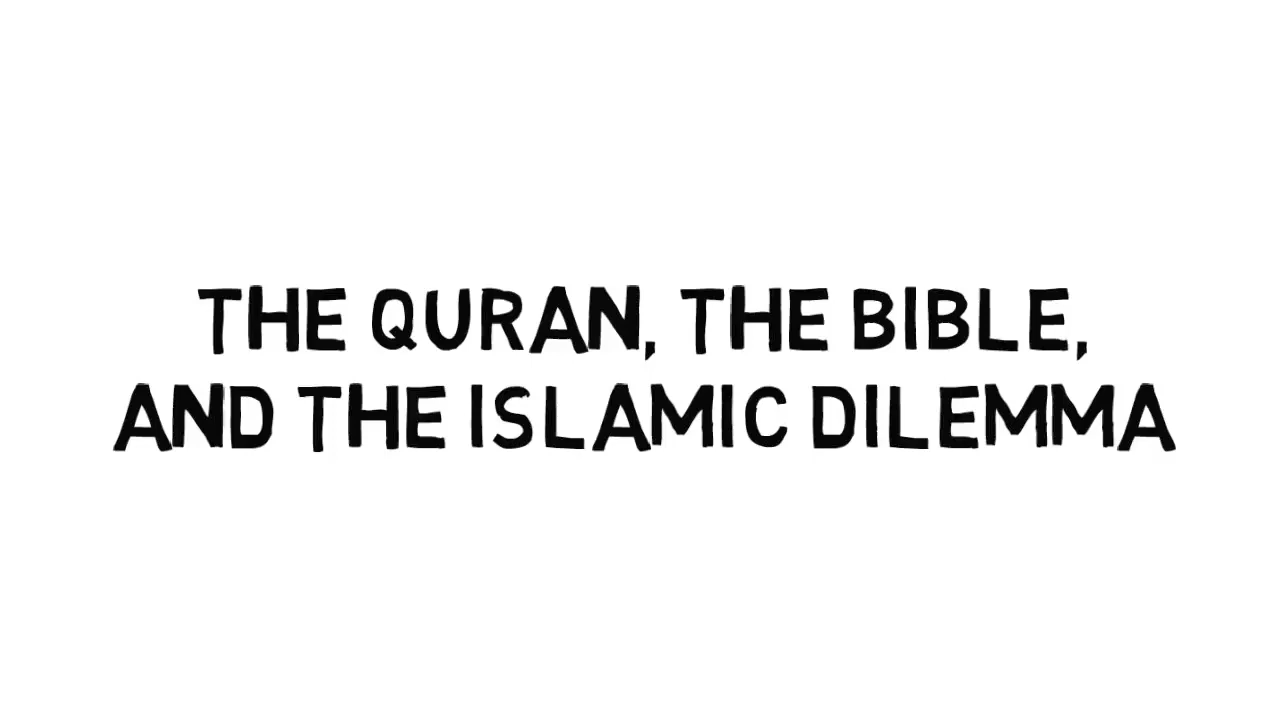 THE QURAN, THE BIBLE,
AND THE ISLAMIC DILEMMA